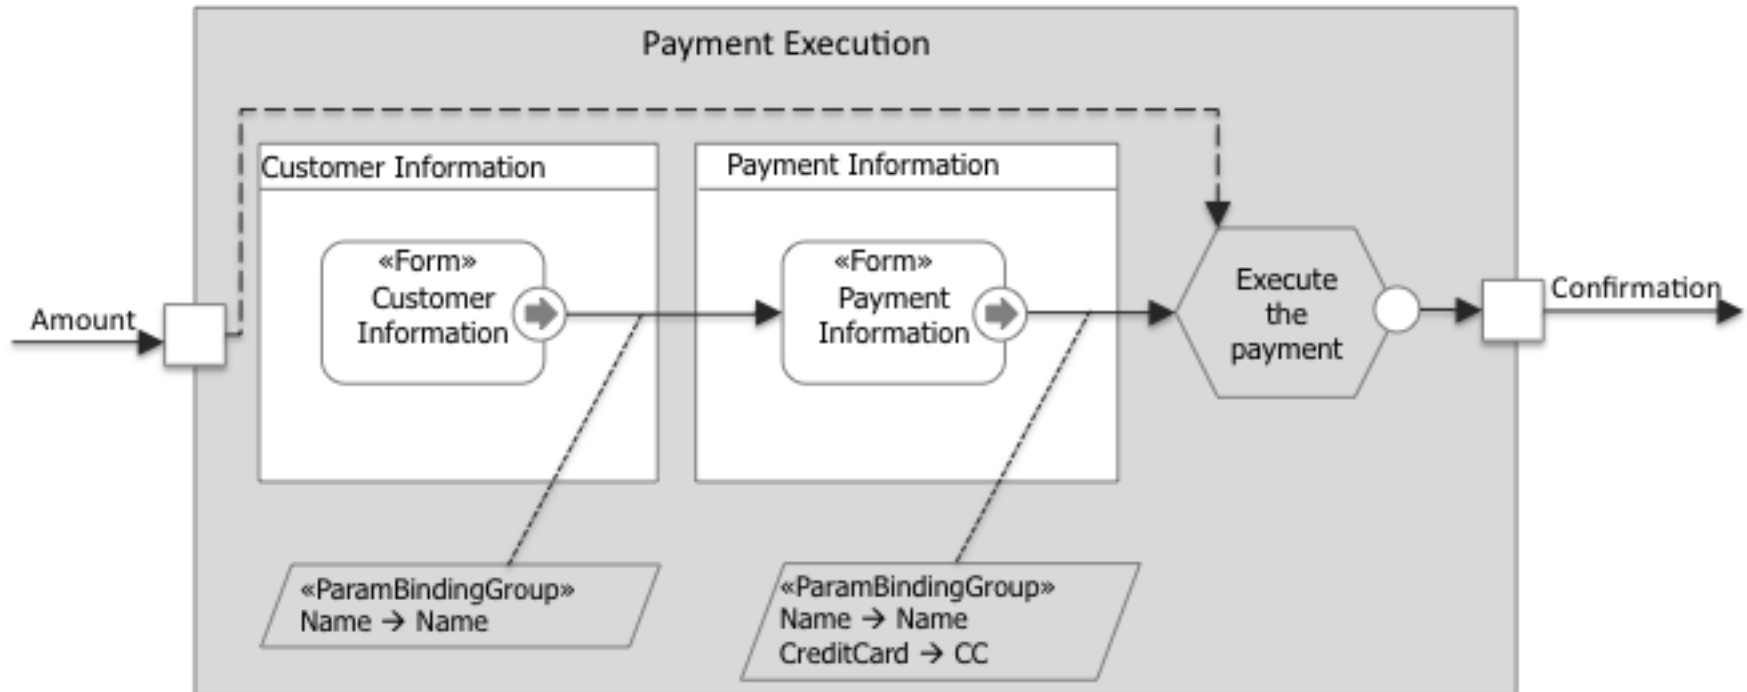 Payment Execution
Customer Information
Payment Information
«Form»
Customer
Information
«Form»
Payment
Information
Execute
the
payment
Amount
Confirmation
«ParamBindingGroup»
Name → Name
«ParamBindingGroup»
Name → Name
CreditCard → CC